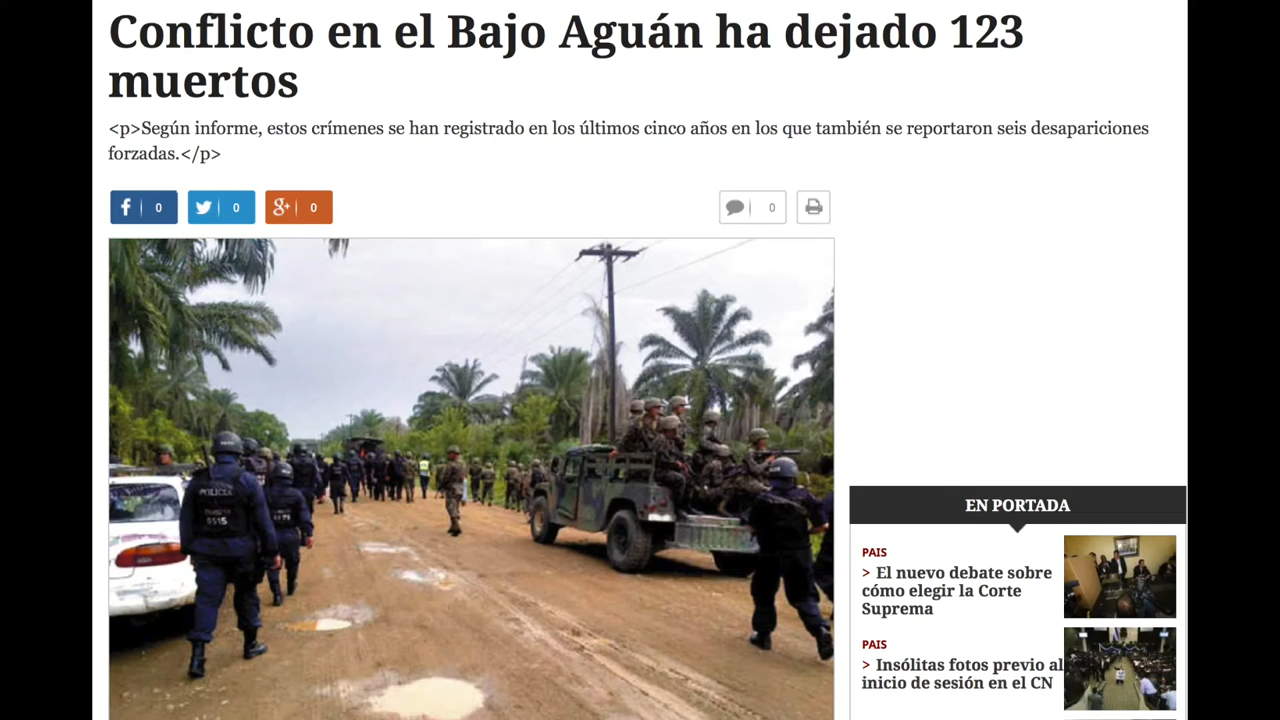 Conflicto en el Bajo Aguán ha dejado 123
muertos
<p>Según informe, estos crímenes se han registrado en los últimos cinco años en los que también se reportaron seis desapariciones
forzadas.</p>
0
0
g+ 0
0
POLICIA
0515
EN PORTADA
PAIS
> El nuevo debate sobre
cómo elegir la Corte
Suprema
PAIS
> Insólitas fotos previo al
inicio de sesión en el CN